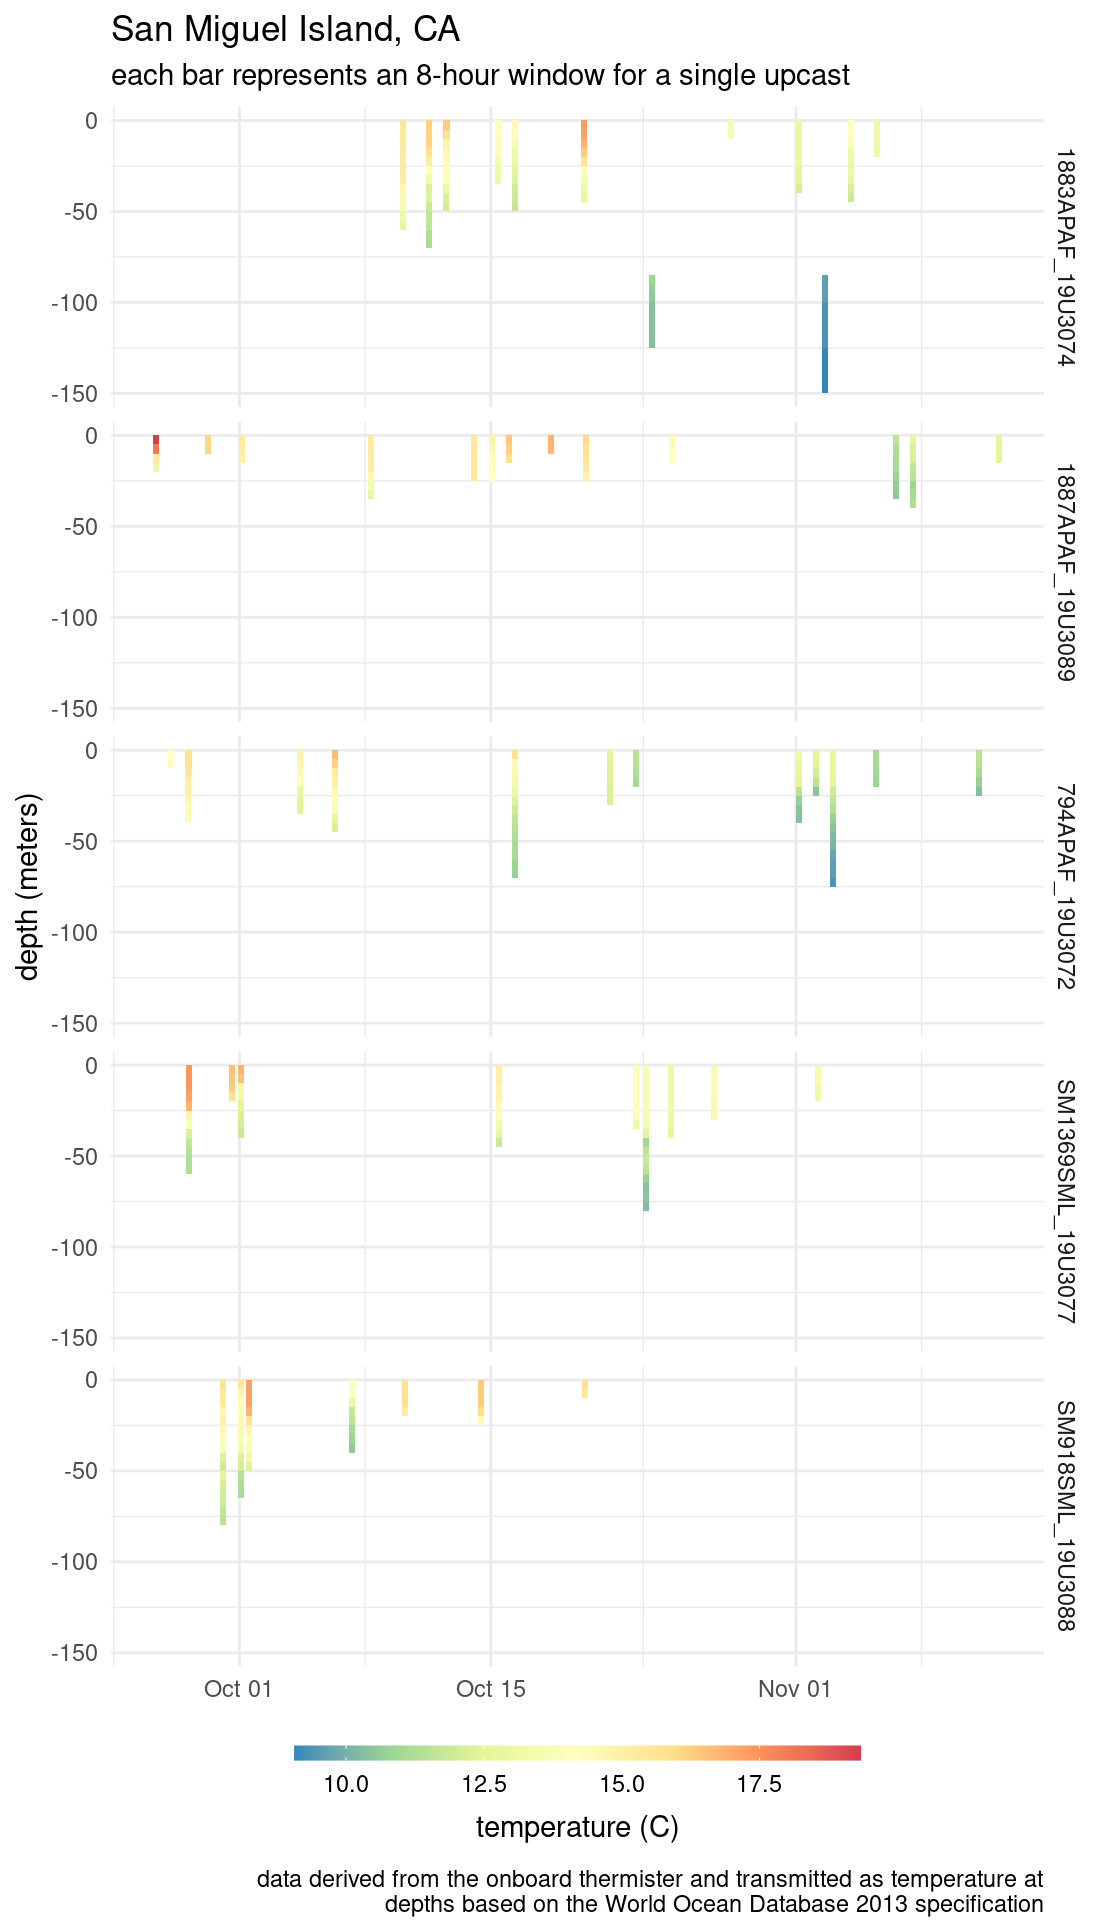 San Miguel Island, CA
each bar represents an 8-hour window for a single upcast
depth (meters)
0
-50
-100
-150
1883APAF_19U3074
0
-50
-100
-150
1887APAF_19U3089
0
-50
-100
-150
794APAF_19U3072
0
-50
-100
-150
SM1369SML_19U3077
0
-50
-100
-150
SM918SML_19U3088
Oct 01 Oct 15 Nov 01
10.0 12.5 15.0 17.5
temperature (C)
data derived from the onboard thermister and transmitted as temperature at
depths based on the World Ocean Database 2013 specification